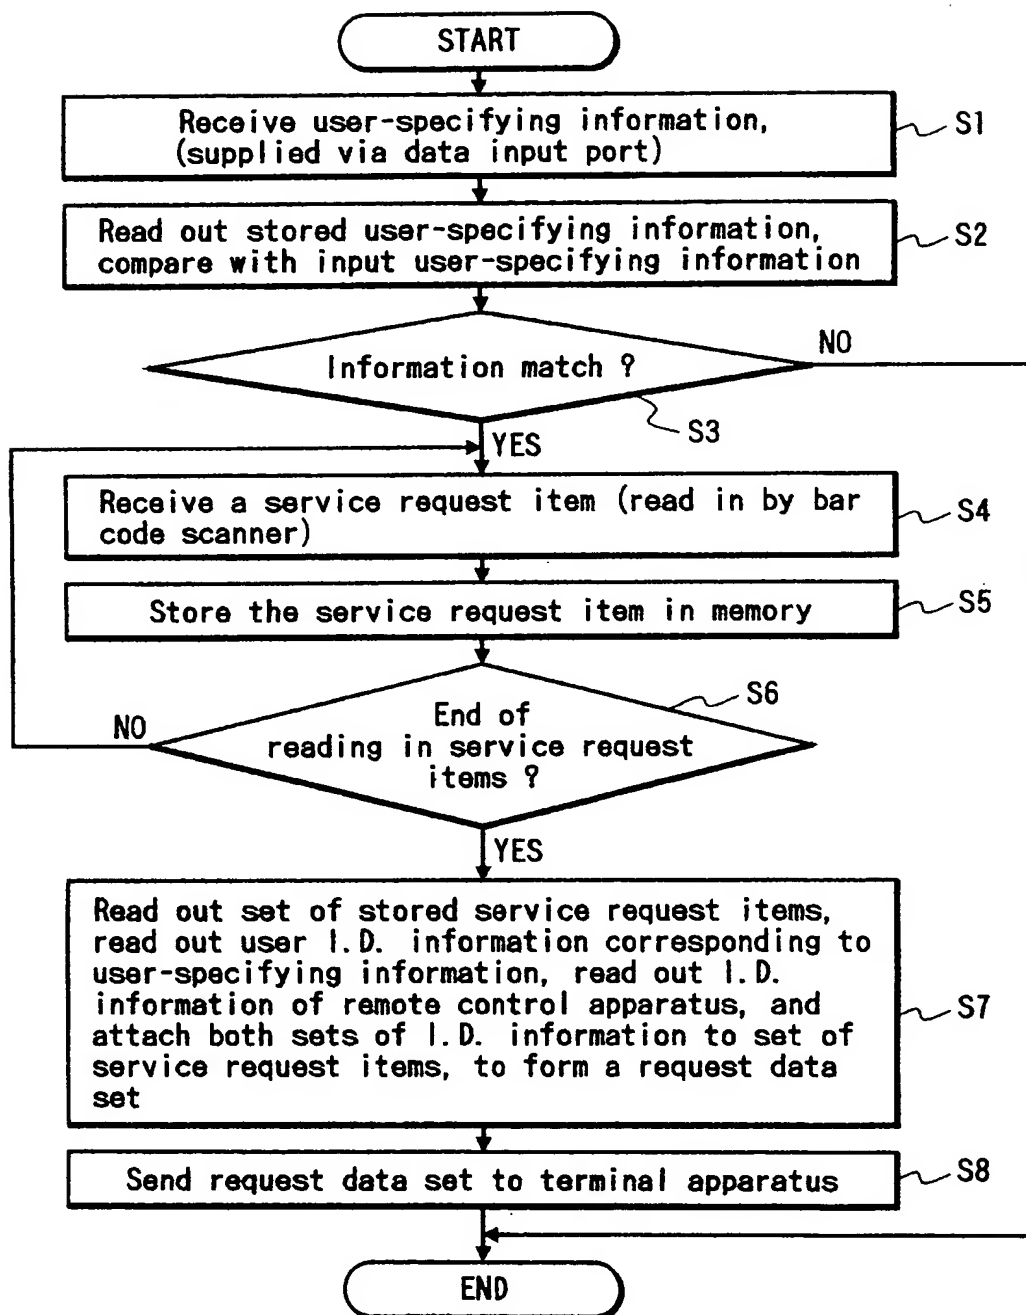 START
Receive user-specifying information,
(supplied via data input port)
S1
Read out stored user-specifying information,
compare with input user-specifying information
S2
Information match ?
NO
S3
YES
Receive a service request item (read in by bar
code scanner)
S4
Store the service request item in memory
S5
S6
End of
reading in service request
items ?
NO
YES
Read out set of stored service request items,
read out user I.D. information corresponding to
user-specifying information, read out I.D.
information of remote control apparatus, and
attach both sets of I.D. information to set of
service request items, to form a request data
set
S7
Send request data set to terminal apparatus
S8
END